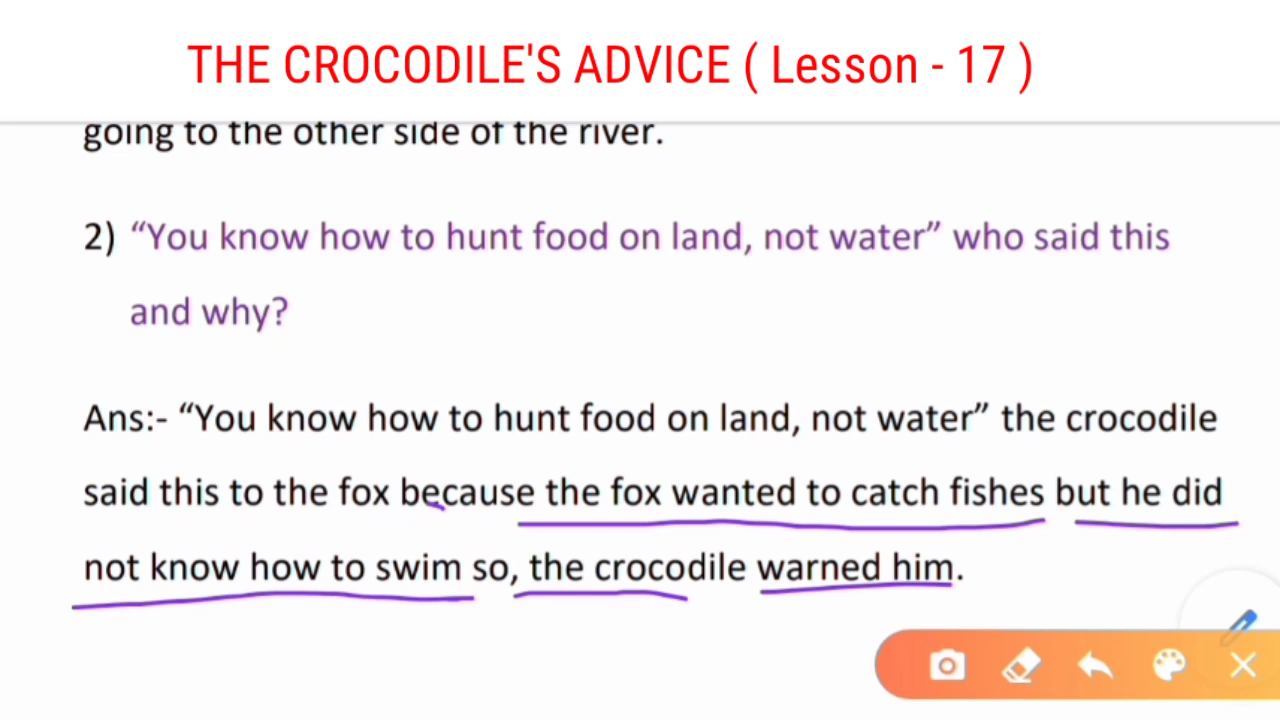 THE CROCODILE'S ADVICE ( Lesson - 17 )
going to the other side of the river.
2) “You know how to hunt food on land, not water” who said this
and why?
Ans:- “You know how to hunt food on land, not water” the crocodile
said this to the fox because the fox wanted to catch fishes but he did
not know how to swim so, the crocodile warned him.